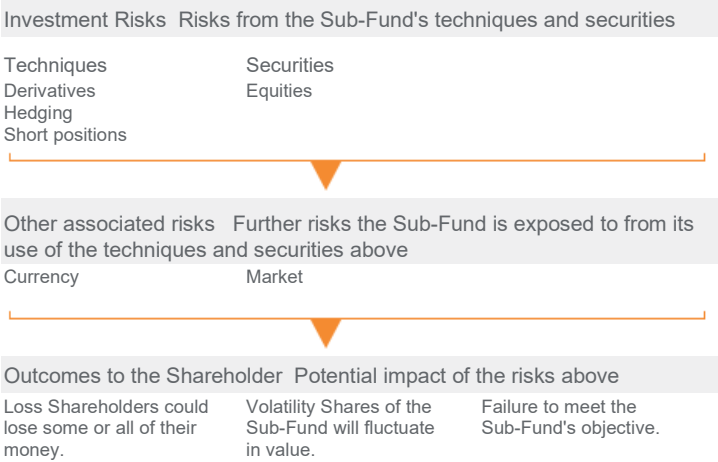 Investment Risks  Risks from the Sub-Fund's techniques and securities
Techniques
Securities
Derivatives
Equities
Hedging
Short positions
Other associated risks  Further risks the Sub-Fund is exposed to from its
use of the techniques and securities above
Currency
Market
Outcomes to the Shareholder  Potential impact of the risks above
Loss Shareholders could
lose some or all of their
money.
Volatility Shares of the
Sub-Fund will fluctuate
in value.
Failure to meet the
Sub-Fund's objective.